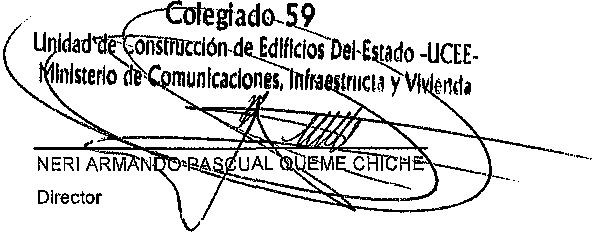 Colegiado 59
Unidad de Construcción de Edificios Del Estado -UCEE-
Ministerio de Comunicaciones, Infraestructa y Vivienda
NERI ARMANDO PASCUAL QUEME CHICHE
Director